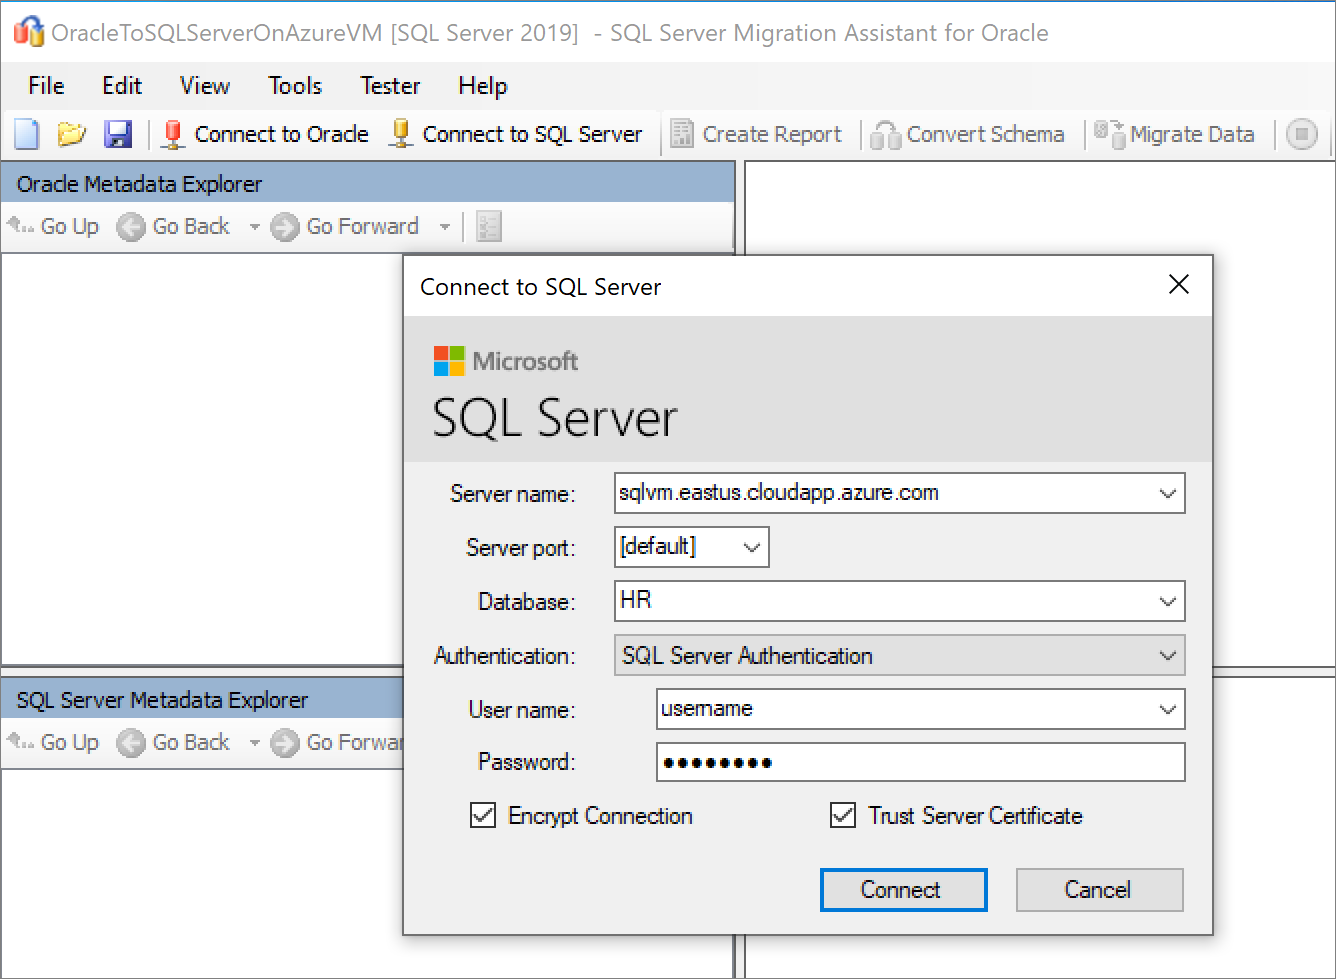 OracleToSQLServerOnAzureVM [SQL Server 2019] - SQL Server Migration Assistant for Oracle
File Edit View Tools Tester Help
Connect to Oracle Connect to SQL Server Create Report Convert Schema Migrate Data
Oracle Metadata Explorer
Go Up Go Back Go Forward
Connect to SQL Server
Microsoft
SQL Server
Server name: sqlvm.eastus.cloudapp.azure.com
Server port: [default]
Database: HR
Authentication: SQL Server Authentication
User name: username
Password: ●●●●●●●●
Encrypt Connection Trust Server Certificate
Connect Cancel
SQL Server Metadata Explorer
Go Up Go Back Go Forwar